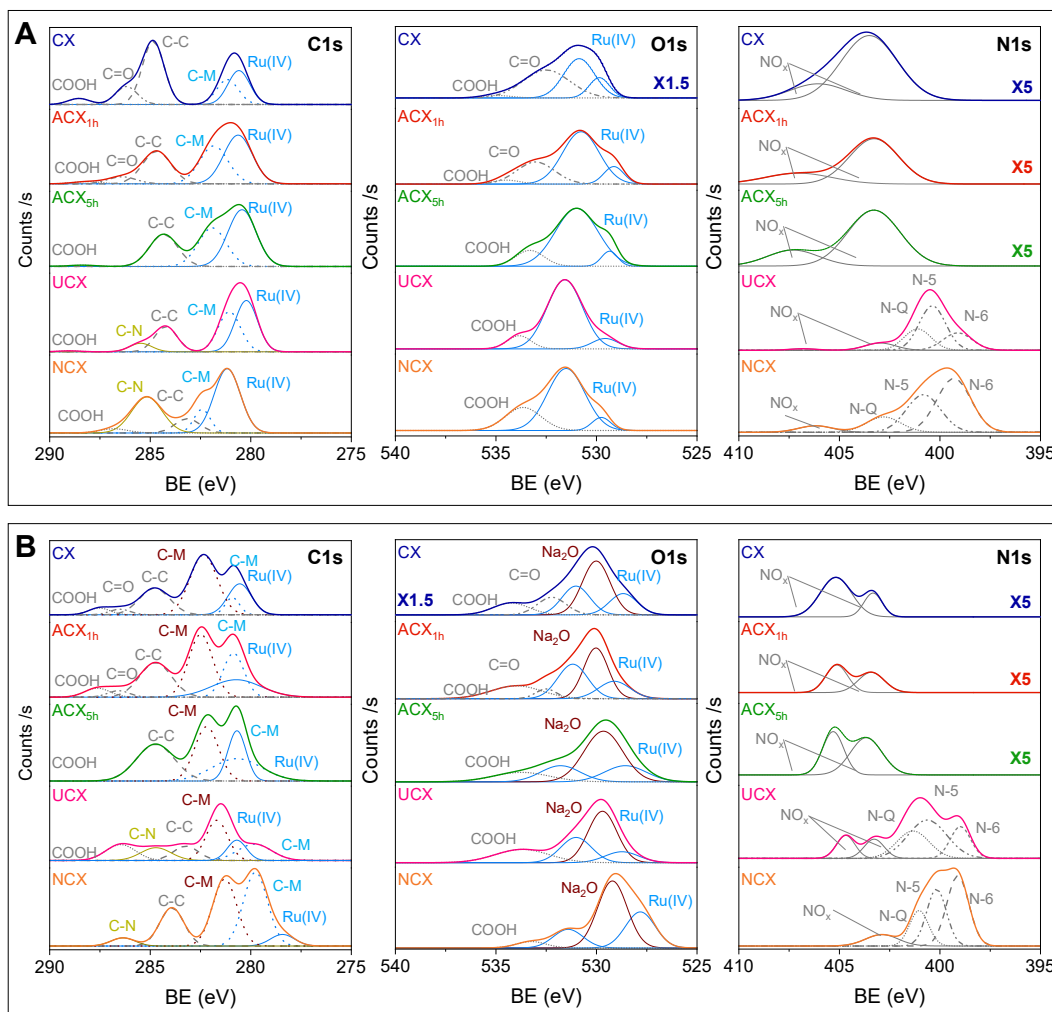 A
C1s
CX
COOH
C=O
C-C
C-M
Ru(IV)
ACX1h
COOH
C=O
C-C
C-M
Ru(IV)
ACX5h
COOH
C-C
C-M
Ru(IV)
UCX
C-N
C-C
C-M
Ru(IV)
NCX
COOH
C-N
C-C
C-M
Ru(IV)
Counts /s
290 285 280 275
BE (eV)
O1s
CX
COOH
C=O
Ru(IV)
X1.5
ACX1h
COOH
C=O
Ru(IV)
ACX5h
COOH
Ru(IV)
UCX
COOH
Ru(IV)
NCX
COOH
Ru(IV)
Counts /s
540 535 530 525
BE (eV)
N1s
CX
NOx
X5
ACX1h
NOx
X5
ACX5h
NOx
X5
UCX
NOx
N-Q
N-5
N-6
NCX
NOx
N-Q
N-5
N-6
Counts /s
410 405 400 395
BE (eV)
B
C1s
CX
COOH
C=O
C-C
C-M
C-M
Ru(IV)
ACX1h
COOH
C=O
C-C
C-M
C-M
Ru(IV)
ACX5h
COOH
C-C
C-M
C-M
Ru(IV)
UCX
COOH
C-N
C-C
C-M
Ru(IV)
C-M
NCX
C-N
C-C
C-M
C-M
Ru(IV)
Counts /s
290 285 280 275
BE (eV)
O1s
CX
X1.5
COOH
C=O
Na2O
Ru(IV)
ACX1h
COOH
C=O
Na2O
Ru(IV)
ACX5h
COOH
Na2O
Ru(IV)
UCX
COOH
Na2O
Ru(IV)
NCX
COOH
Na2O
Ru(IV)
Counts /s
540 535 530 525
BE (eV)
N1s
CX
NOx
X5
ACX1h
NOx
X5
ACX5h
NOx
X5
UCX
NOx
N-Q
N-5
N-6
NCX
NOx
N-Q
N-5
N-6
Counts /s
410 405 400 395
BE (eV)